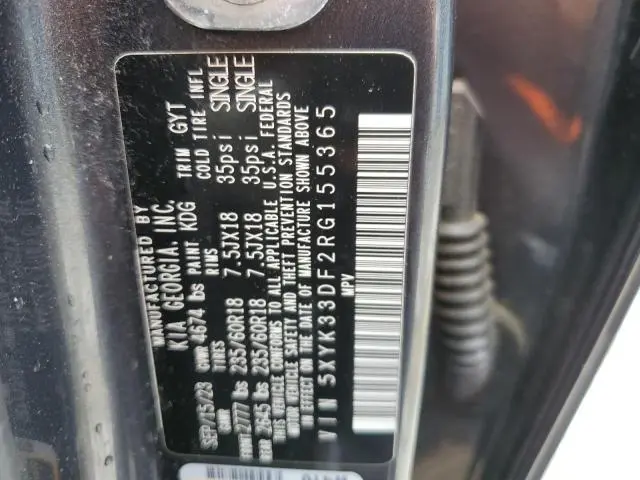 MANUFACTURED BY
KIA GEORGIA, INC.
SEP/15/23 GVWR 4674 lbs PAINT KDG TRIM GYT
GAWR TIRES RIMS COLD TIRE INFL
FRONT 2777 lbs 235/60R18 7.5JX18 35psi SINGLE
REAR 2645 lbs 235/60R18 7.5JX18 35psi SINGLE
THIS VEHICLE CONFORMS TO ALL APPLICABLE U.S.A. FEDERAL
MOTOR VEHICLE SAFETY AND THEFT PREVENTION STANDARDS
IN EFFECT ON THE DATE OF MANUFACTURE SHOWN ABOVE
VIN 5XYK33DF2RG155365
MPV